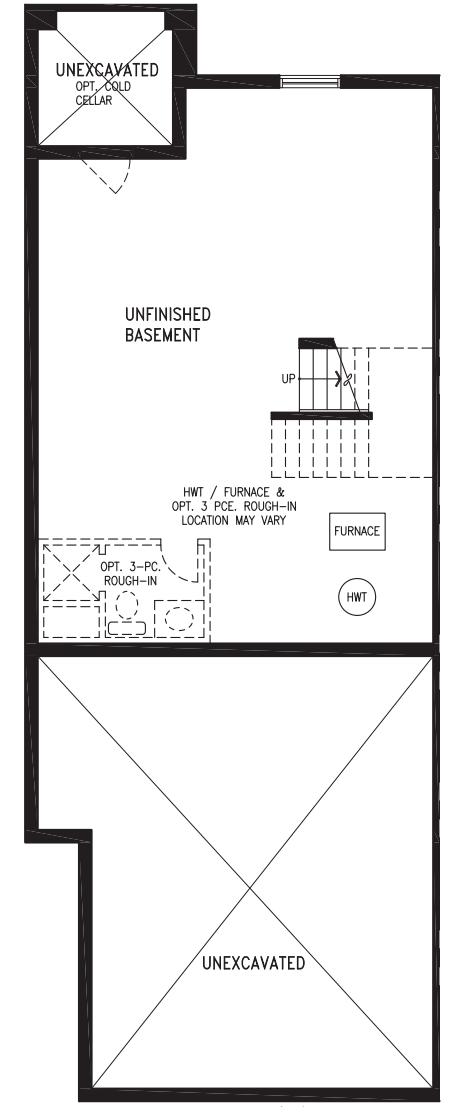 UNEXCAVATED
OPT. COLD
CELLAR
UNFINISHED
BASEMENT
UP
HWT / FURNACE &
OPT. 3 PCE. ROUGH-IN
LOCATION MAY VARY
FURNACE
OPT. 3-PC.
ROUGH-IN
HWT
UNEXCAVATED